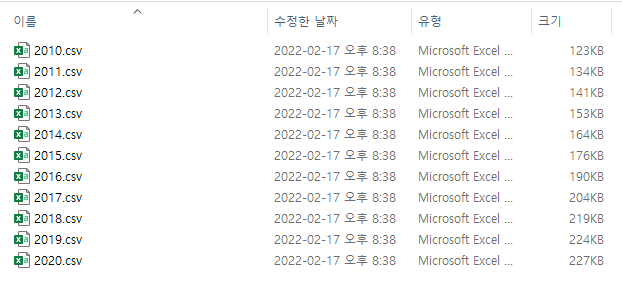 이름 수정한 날짜 유형 크기
2010.csv 2022-02-17 오후 8:38 Microsoft Excel ... 123KB
2011.csv 2022-02-17 오후 8:38 Microsoft Excel ... 134KB
2012.csv 2022-02-17 오후 8:38 Microsoft Excel ... 141KB
2013.csv 2022-02-17 오후 8:38 Microsoft Excel ... 153KB
2014.csv 2022-02-17 오후 8:38 Microsoft Excel ... 164KB
2015.csv 2022-02-17 오후 8:38 Microsoft Excel ... 176KB
2016.csv 2022-02-17 오후 8:38 Microsoft Excel ... 190KB
2017.csv 2022-02-17 오후 8:38 Microsoft Excel ... 204KB
2018.csv 2022-02-17 오후 8:38 Microsoft Excel ... 219KB
2019.csv 2022-02-17 오후 8:38 Microsoft Excel ... 224KB
2020.csv 2022-02-17 오후 8:38 Microsoft Excel ... 227KB